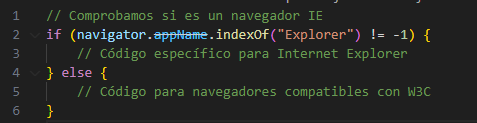 1 // Comprobamos si es un navegador IE
2 if (navigator.appName.indexOf("Explorer") != -1) {
3 // Código específico para Internet Explorer
4 } else {
5 // Código para navegadores compatibles con W3C
6 }